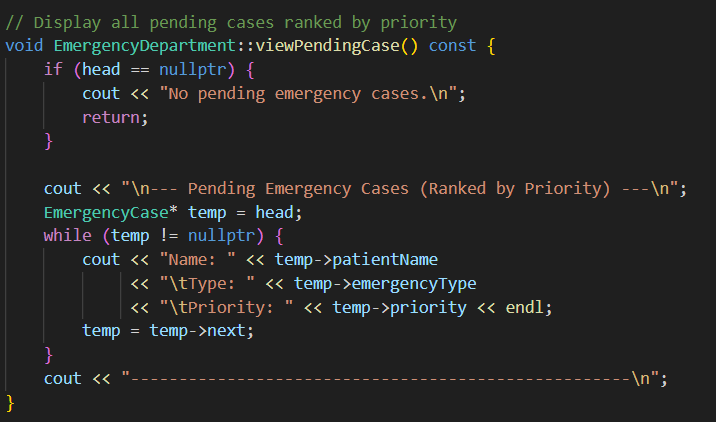 // Display all pending cases ranked by priority
void EmergencyDepartment::viewPendingCase() const {
    if (head == nullptr) {
        cout << "No pending emergency cases.\n";
        return;
    }

    cout << "\n--- Pending Emergency Cases (Ranked by Priority) ---\n";
    EmergencyCase* temp = head;
    while (temp != nullptr) {
        cout << "Name: " << temp->patientName
             << "\tType: " << temp->emergencyType
             << "\tPriority: " << temp->priority << endl;
        temp = temp->next;
    }
    cout << "----------------------------------------------------\n";
}